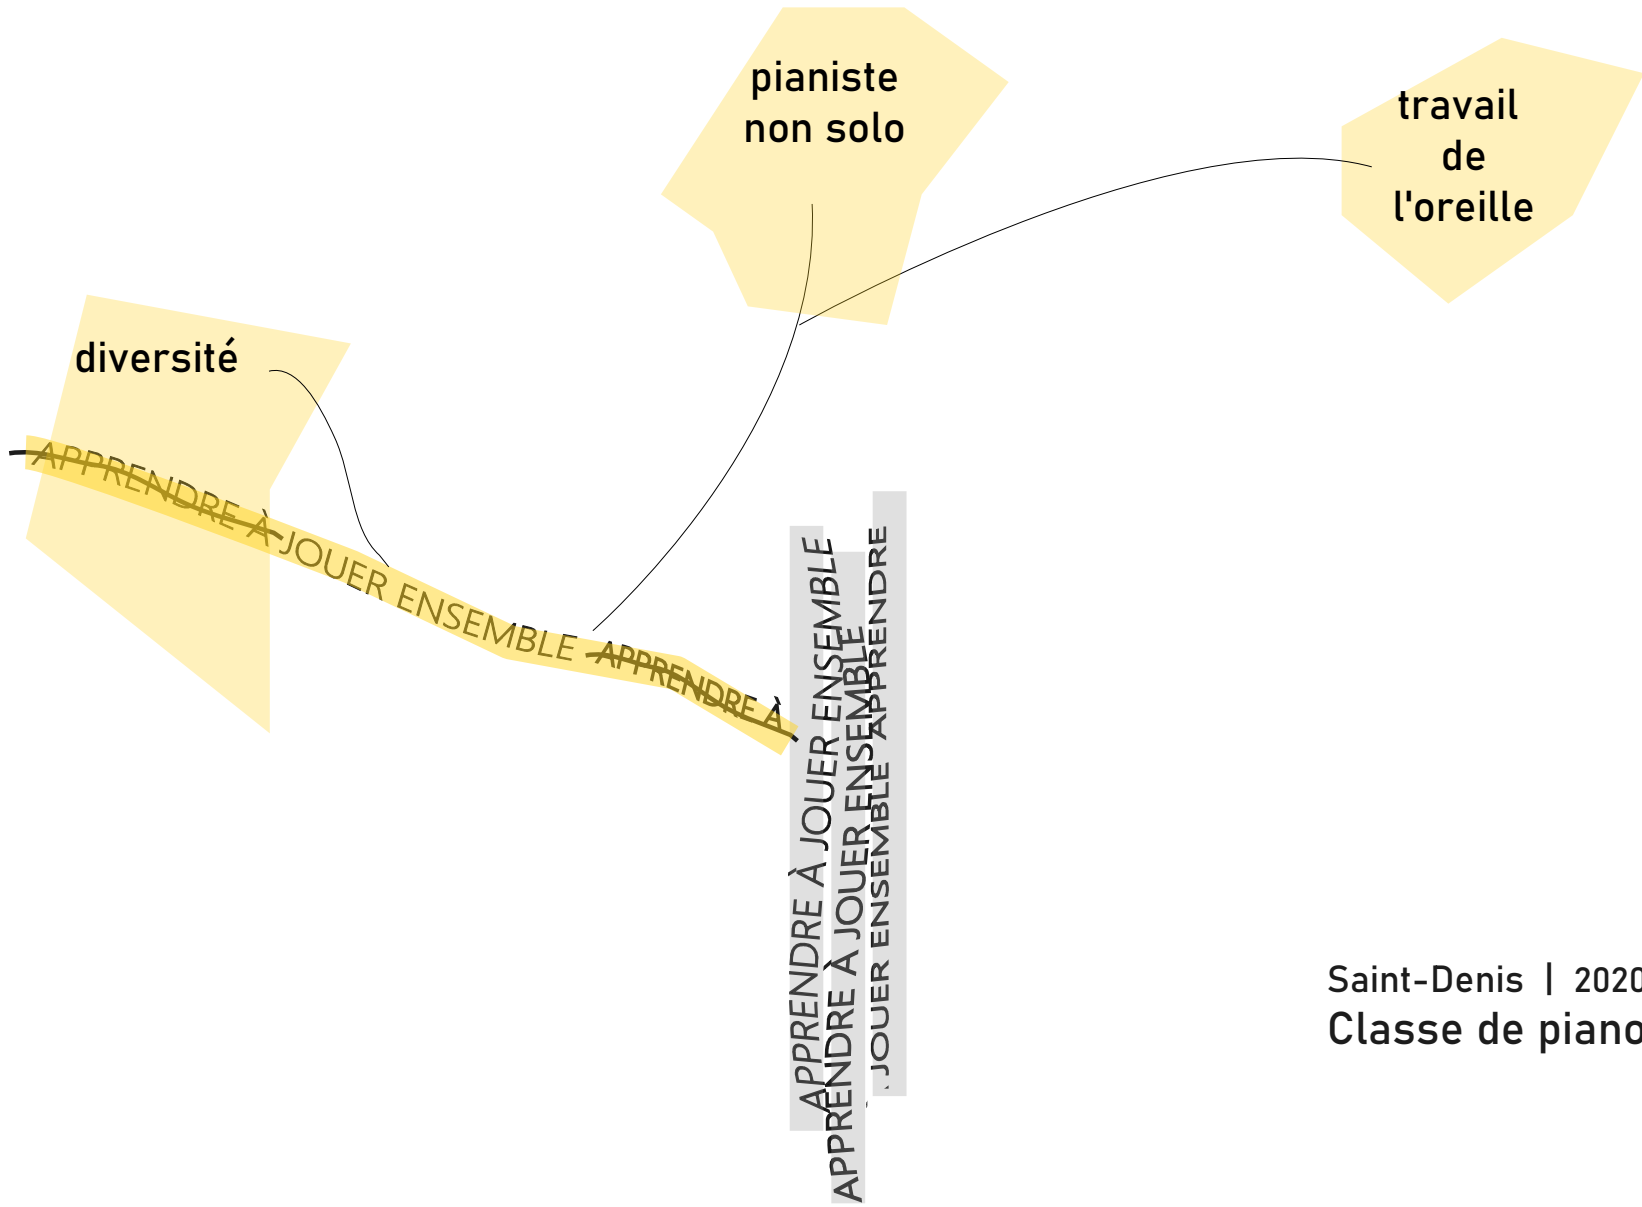 pianiste
non solo
travail
de
l'oreille
diversité
APPRENDRE À JOUER ENSEMBLE APPRENDRE À
APPRENDRE À JOUER ENSEMBLE
APPRENDRE À JOUER ENSEMBLE
JOUER ENSEMBLE APPRENDRE
Saint-Denis | 2020
Classe de piano